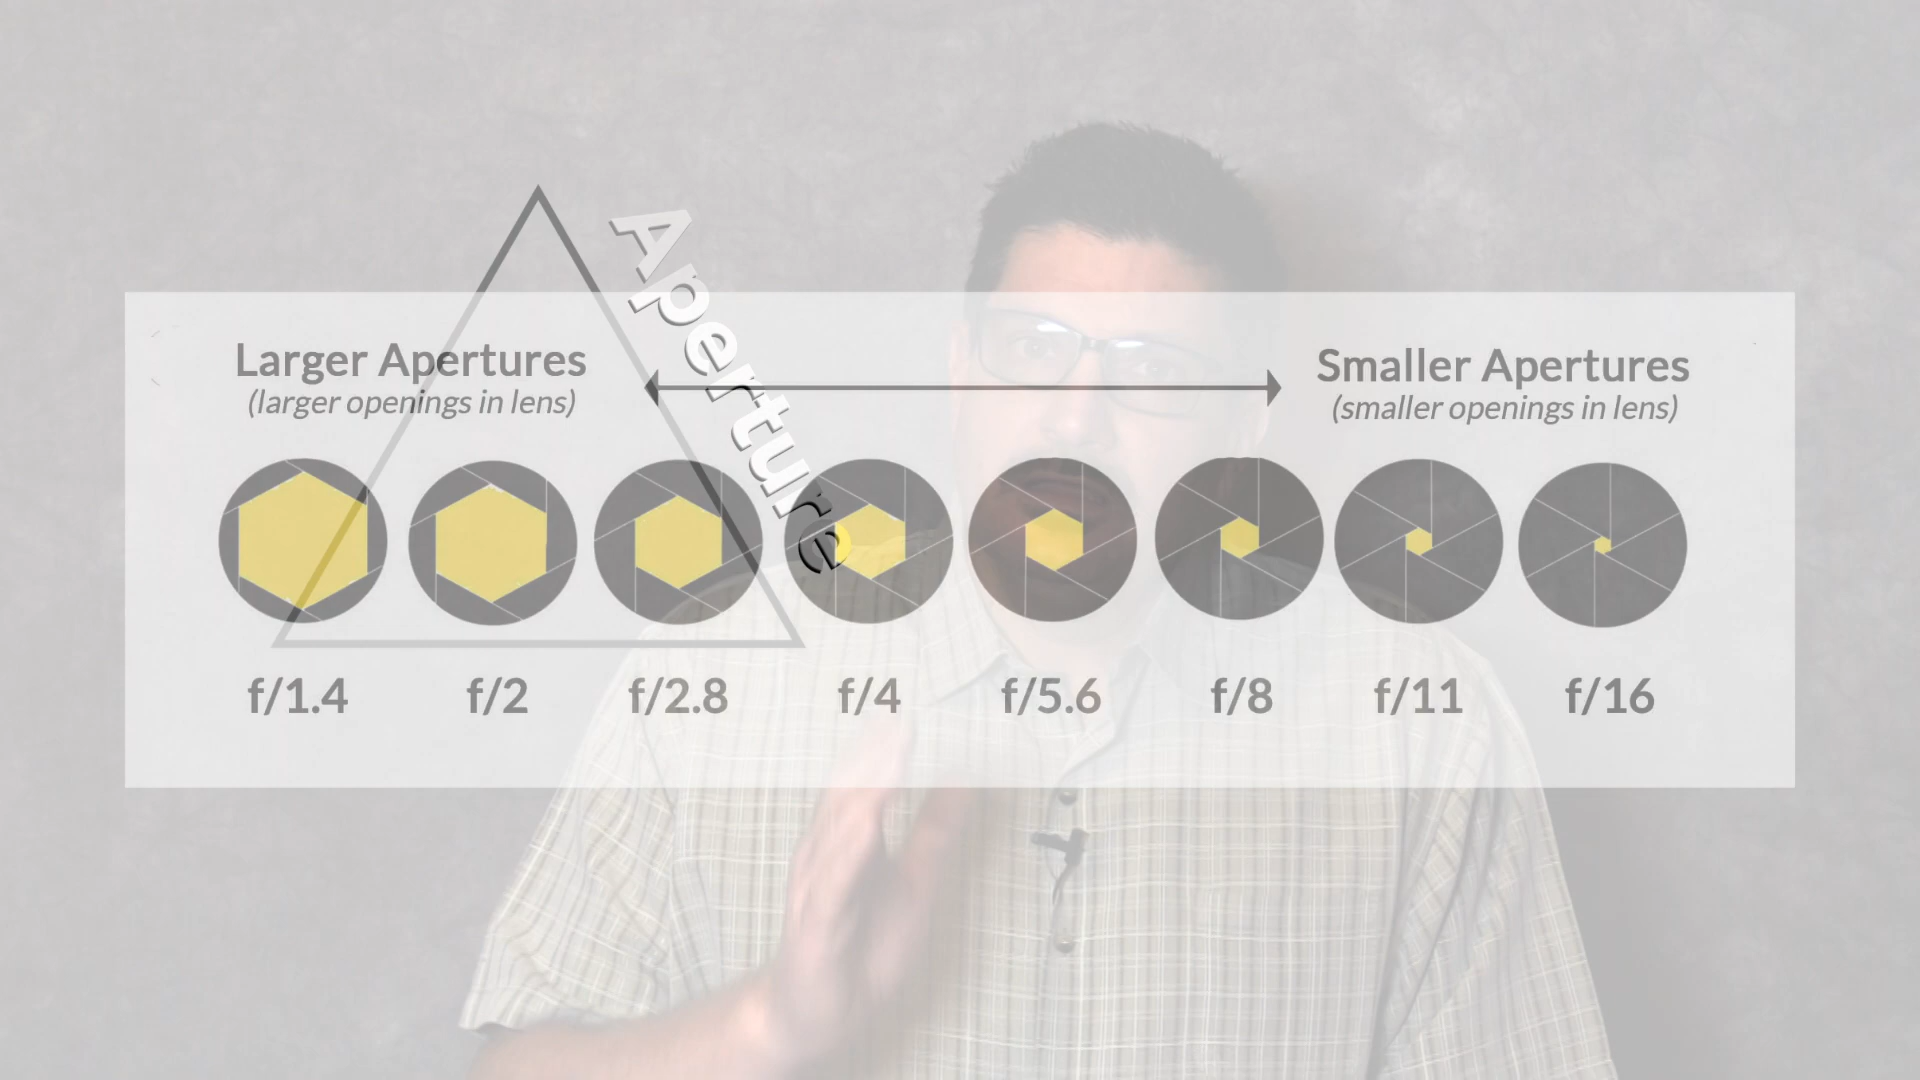 Aperture
Larger Apertures
(larger openings in lens)
Smaller Apertures
(smaller openings in lens)
f/1.4
f/2
f/2.8
f/4
f/5.6
f/8
f/11
f/16